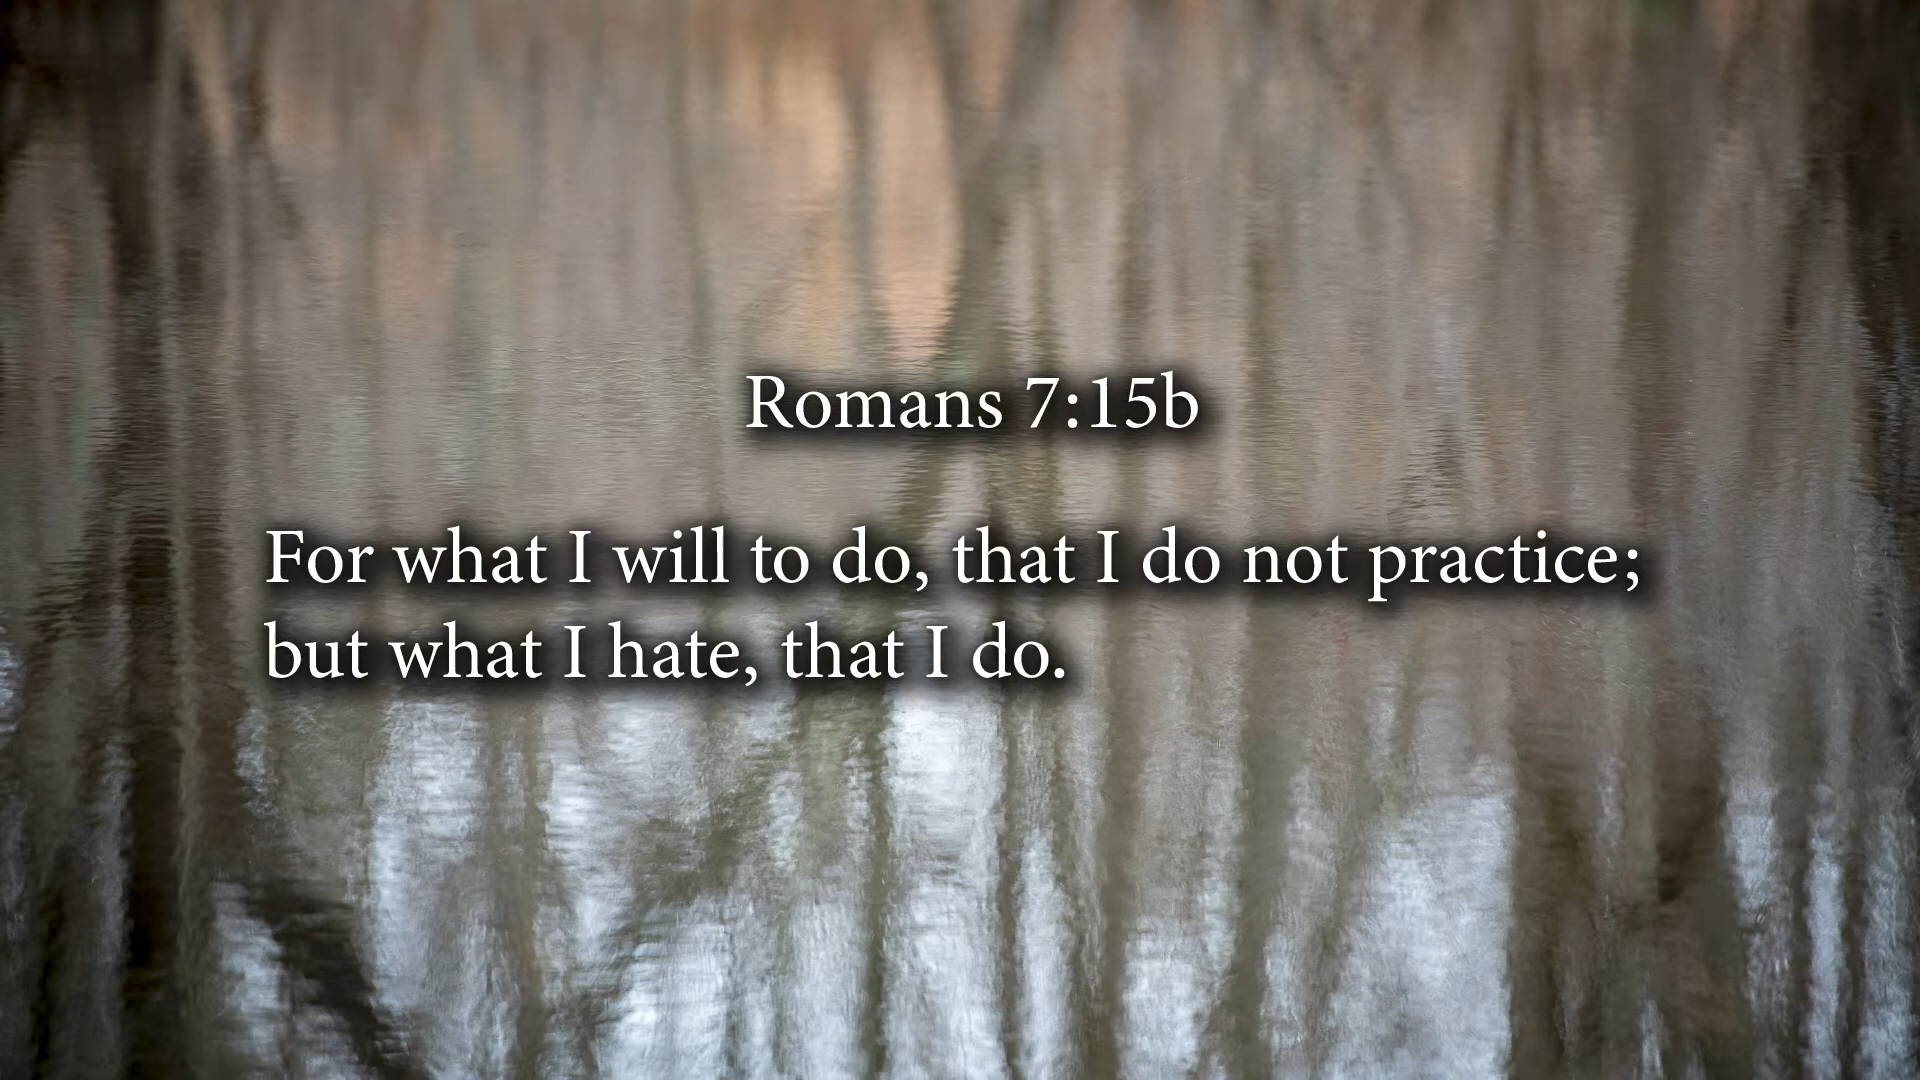 Romans 7:15b
For what I will to do, that I do not practice;
but what I hate, that I do.